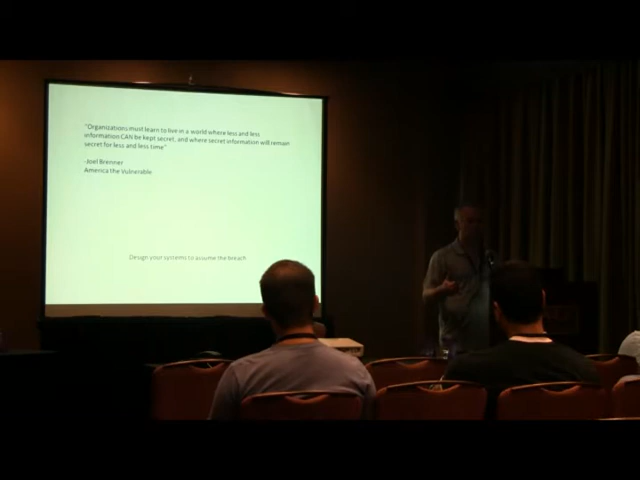 "Organizations must learn to live in a world where less and less
information CAN be kept secret, and where secret information will remain
secret for less and less time"
-Joel Brenner
America the Vulnerable
Design your systems to assume the breach